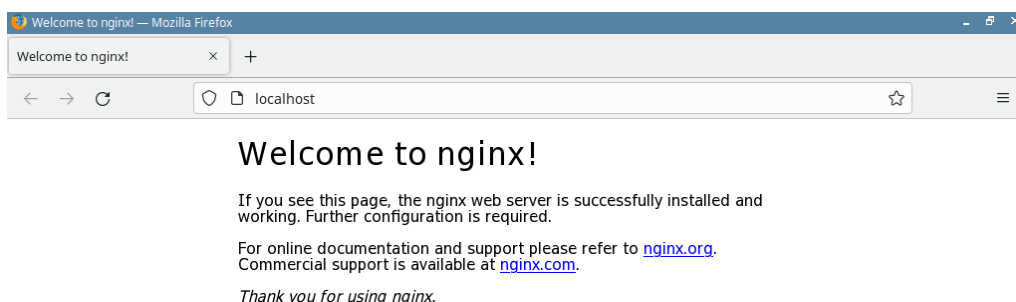 Welcome to nginx! — Mozilla Firefox
Welcome to nginx!
localhost
Welcome to nginx!
If you see this page, the nginx web server is successfully installed and
working. Further configuration is required.
For online documentation and support please refer to nginx.org.
Commercial support is available at nginx.com.
Thank you for using nginx.